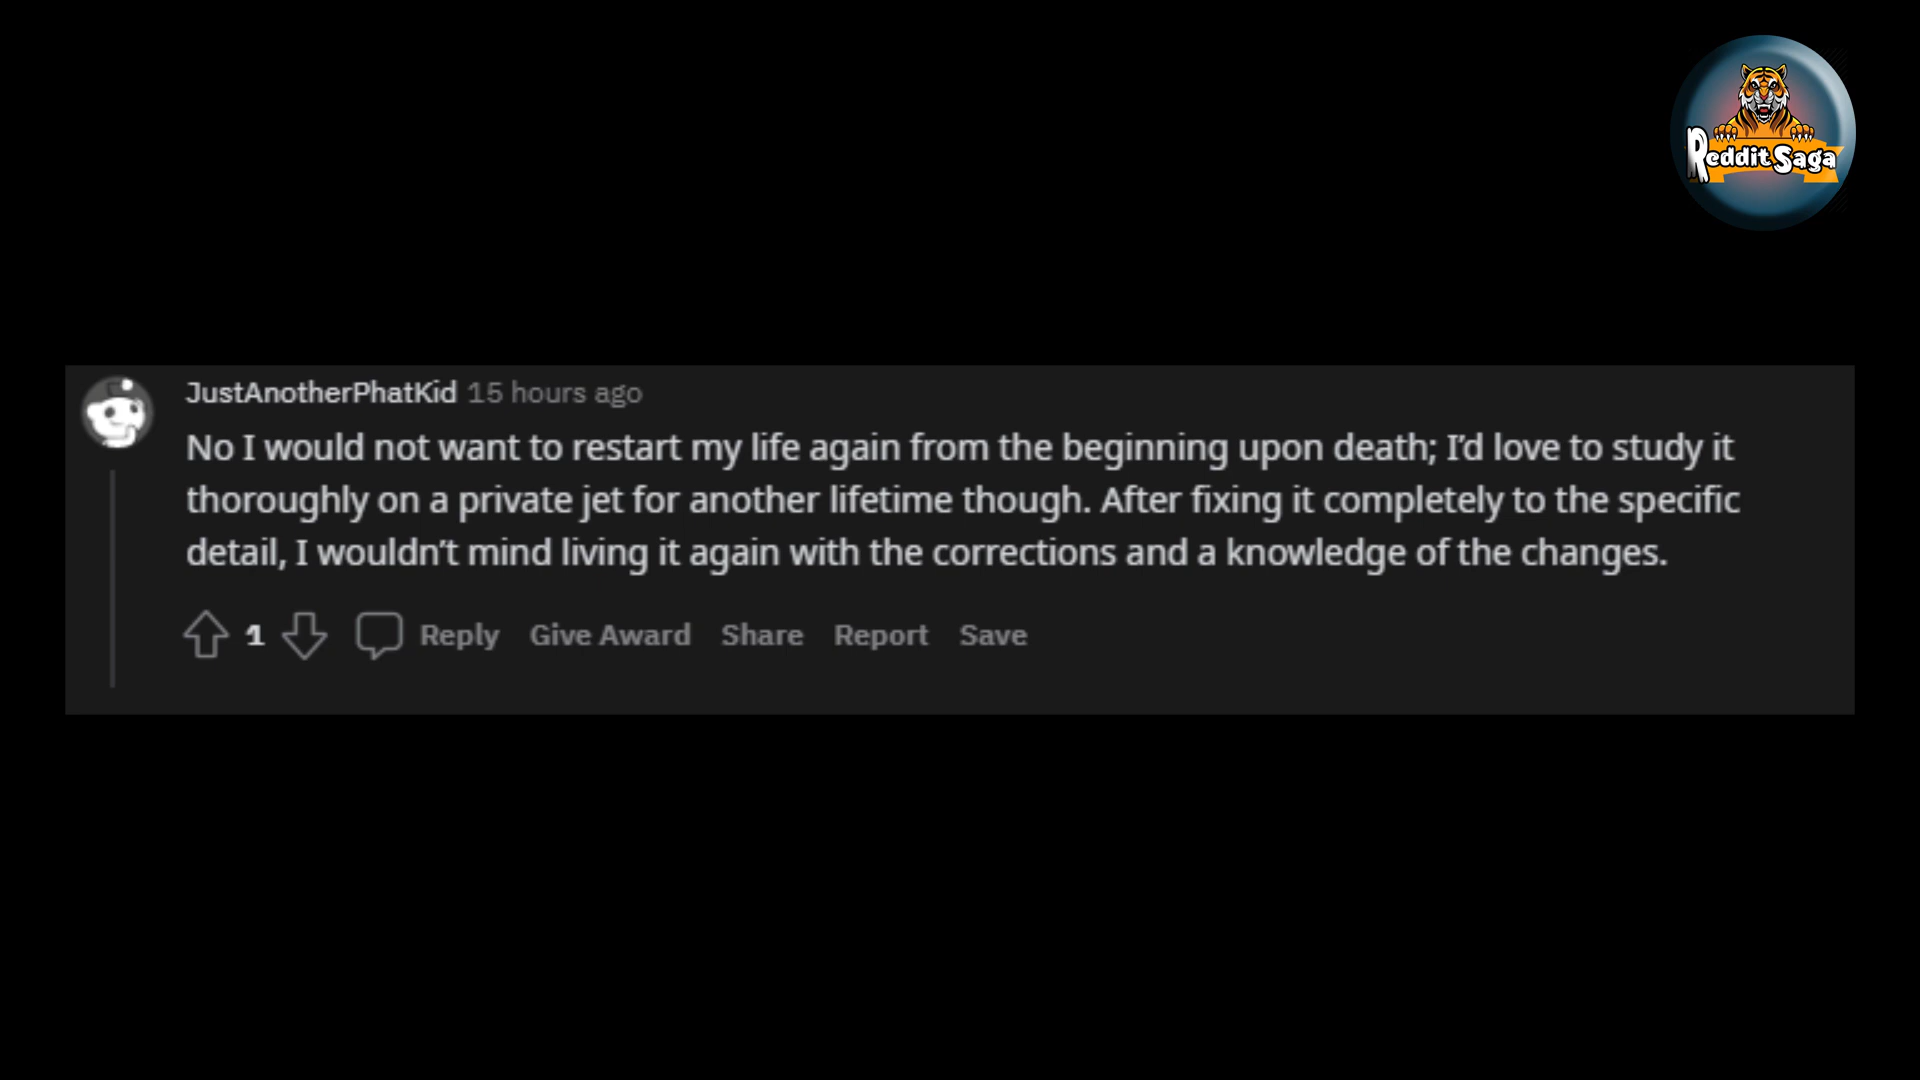 Reddit Saga
JustAnotherPhatKid 15 hours ago
No I would not want to restart my life again from the beginning upon death; I’d love to study it
thoroughly on a private jet for another lifetime though. After fixing it completely to the specific
detail, I wouldn’t mind living it again with the corrections and a knowledge of the changes.
1 Reply Give Award Share Report Save